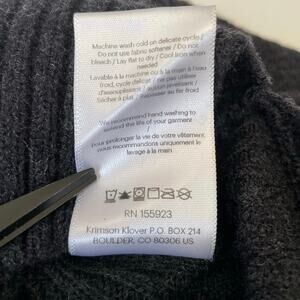 Machine wash cold on delicate cycle /
Do not use fabric softener / Do not
bleach / Lay flat to dry / Cool iron when
needed
Lavable à la machine ou à la main à l'eau
froid, cycle délicat / ne pas utiliser
d'assouplissant / ne pas
Sécher à plat / Repasser au fer froid
We recommend hand washing to
extend the life of your garment
/
Pour prolonger la vie de votre vêtement,
nous recommandons uniquement le
lavage à la main
RN 155923
Krimson Klover P.O. BOX 214
BOULDER, CO 80306 US